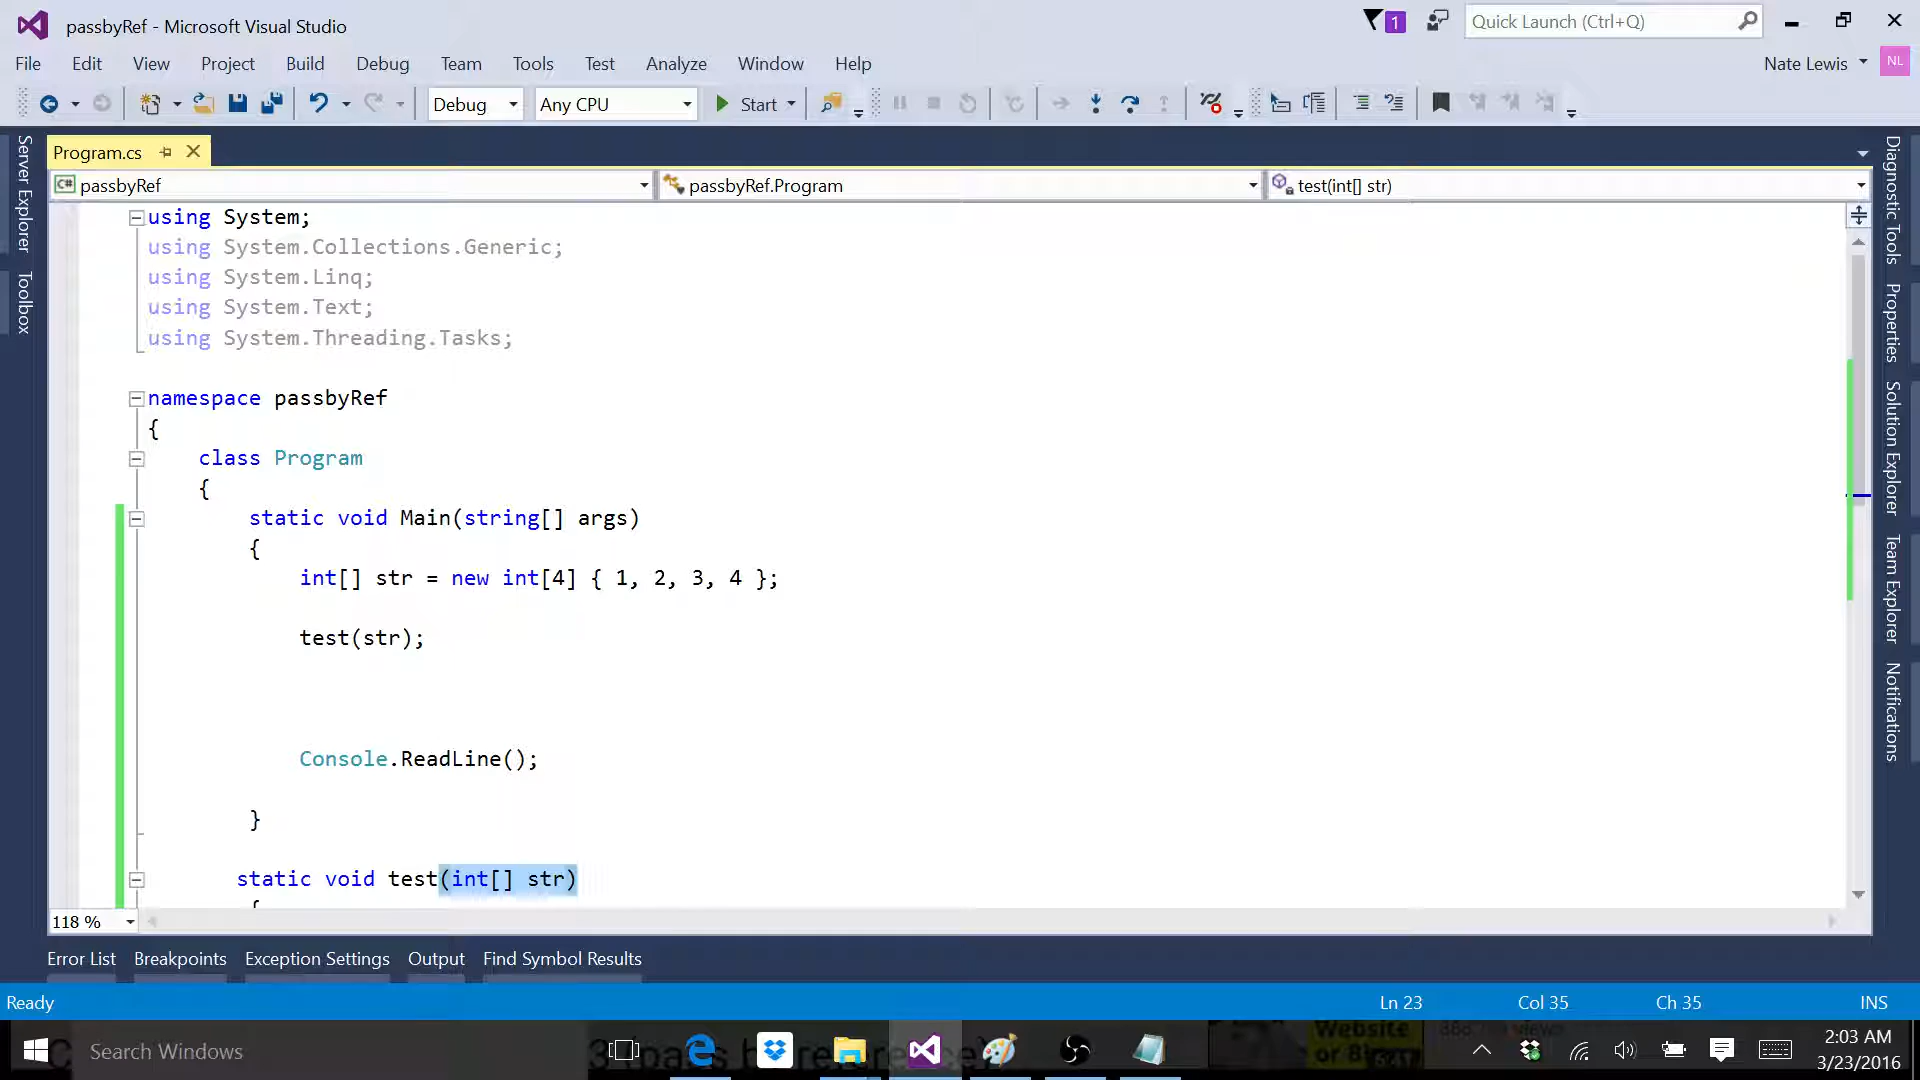 passbyRef - Microsoft Visual Studio
1
Quick Launch (Ctrl+Q)
File Edit View Project Build Debug Team Tools Test Analyze Window Help
Nate Lewis
NL
Debug
Any CPU
Start
Server Explorer
Toolbox
Program.cs
C# passbyRef
passbyRef.Program
test(int[] str)
using System;
using System.Collections.Generic;
using System.Linq;
using System.Text;
using System.Threading.Tasks;
namespace passbyRef
{
class Program
{
static void Main(string[] args)
{
int[] str = new int[4] { 1, 2, 3, 4 };
test(str);
Console.ReadLine();
}
static void test(int[] str)
{
118 %
Diagnostic Tools
Properties
Solution Explorer
Team Explorer
Notifications
Error List Breakpoints Exception Settings Output Find Symbol Results
Ready
Ln 23 Col 35 Ch 35 INS
Search Windows
Website
or B
views
2:03 AM
3/23/2016